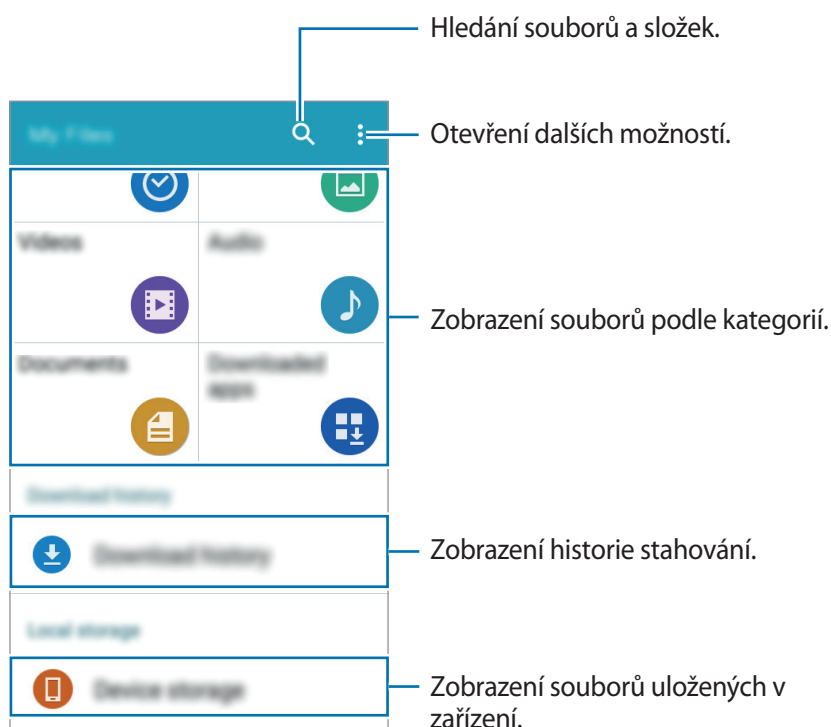 Hledání souborů a složek.
My Files
Otevření dalších možností.
Videos
Audio
Zobrazení souborů podle kategorií.
Documents
Downloaded
apps
Download history
Download history
Zobrazení historie stahování.
Local storage
Device storage
Zobrazení souborů uložených v
zařízení.